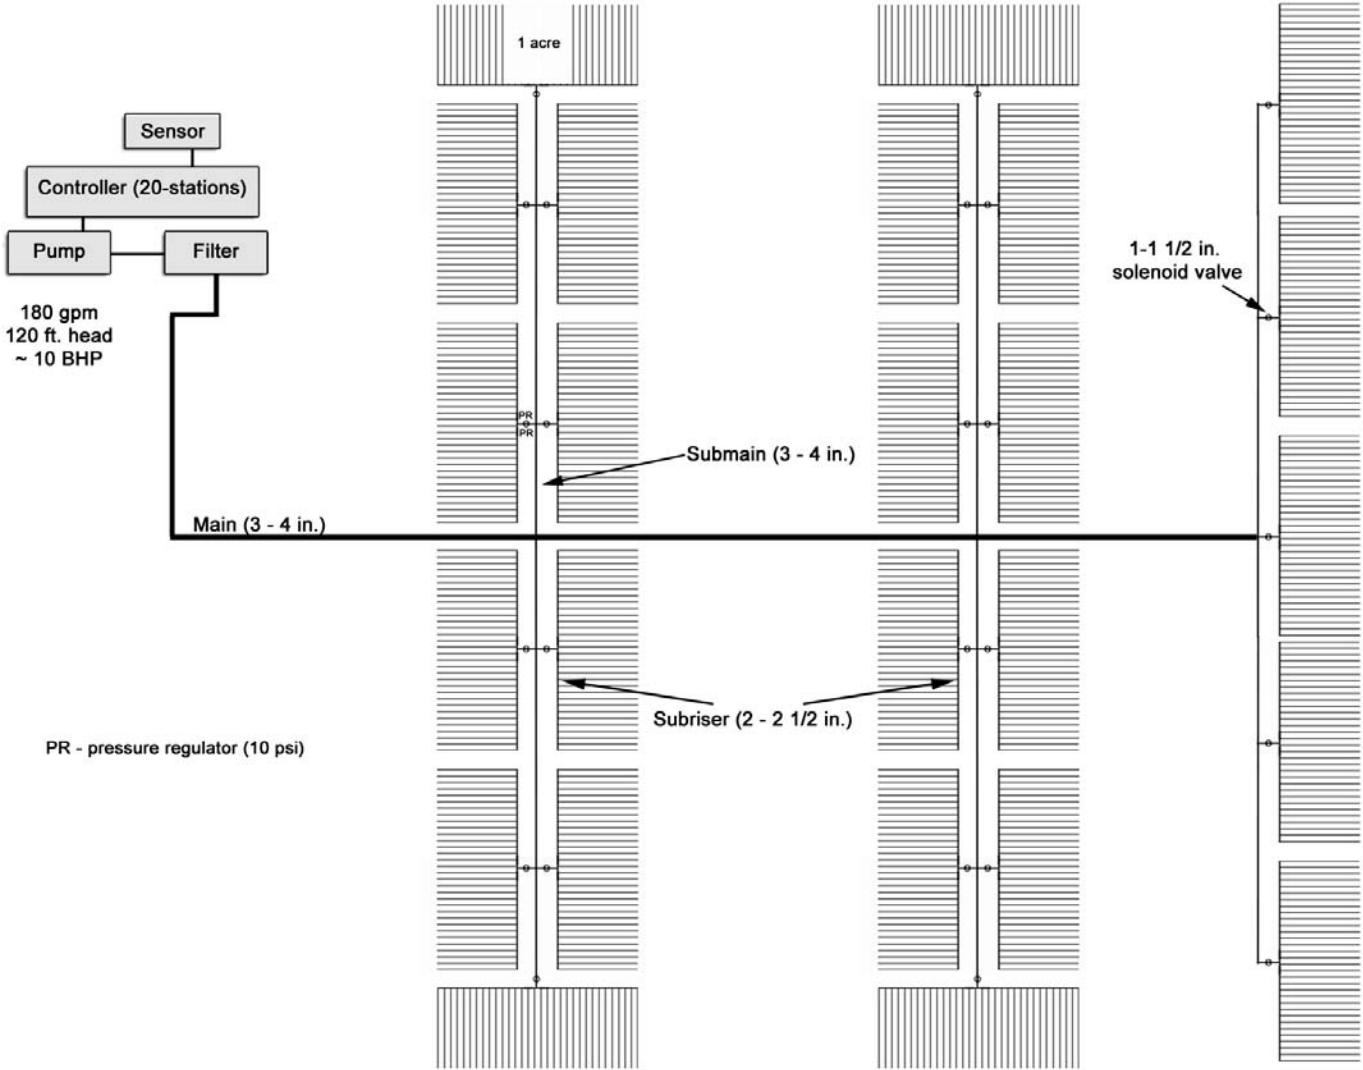 1 acre
Sensor
Controller (20-stations)
Pump
Filter
180 gpm
120 ft. head
~ 10 BHP
1-1 1/2 in.
solenoid valve
PR
PR
Submain (3 - 4 in.)
Main (3 - 4 in.)
Subriser (2 - 2 1/2 in.)
PR - pressure regulator (10 psi)